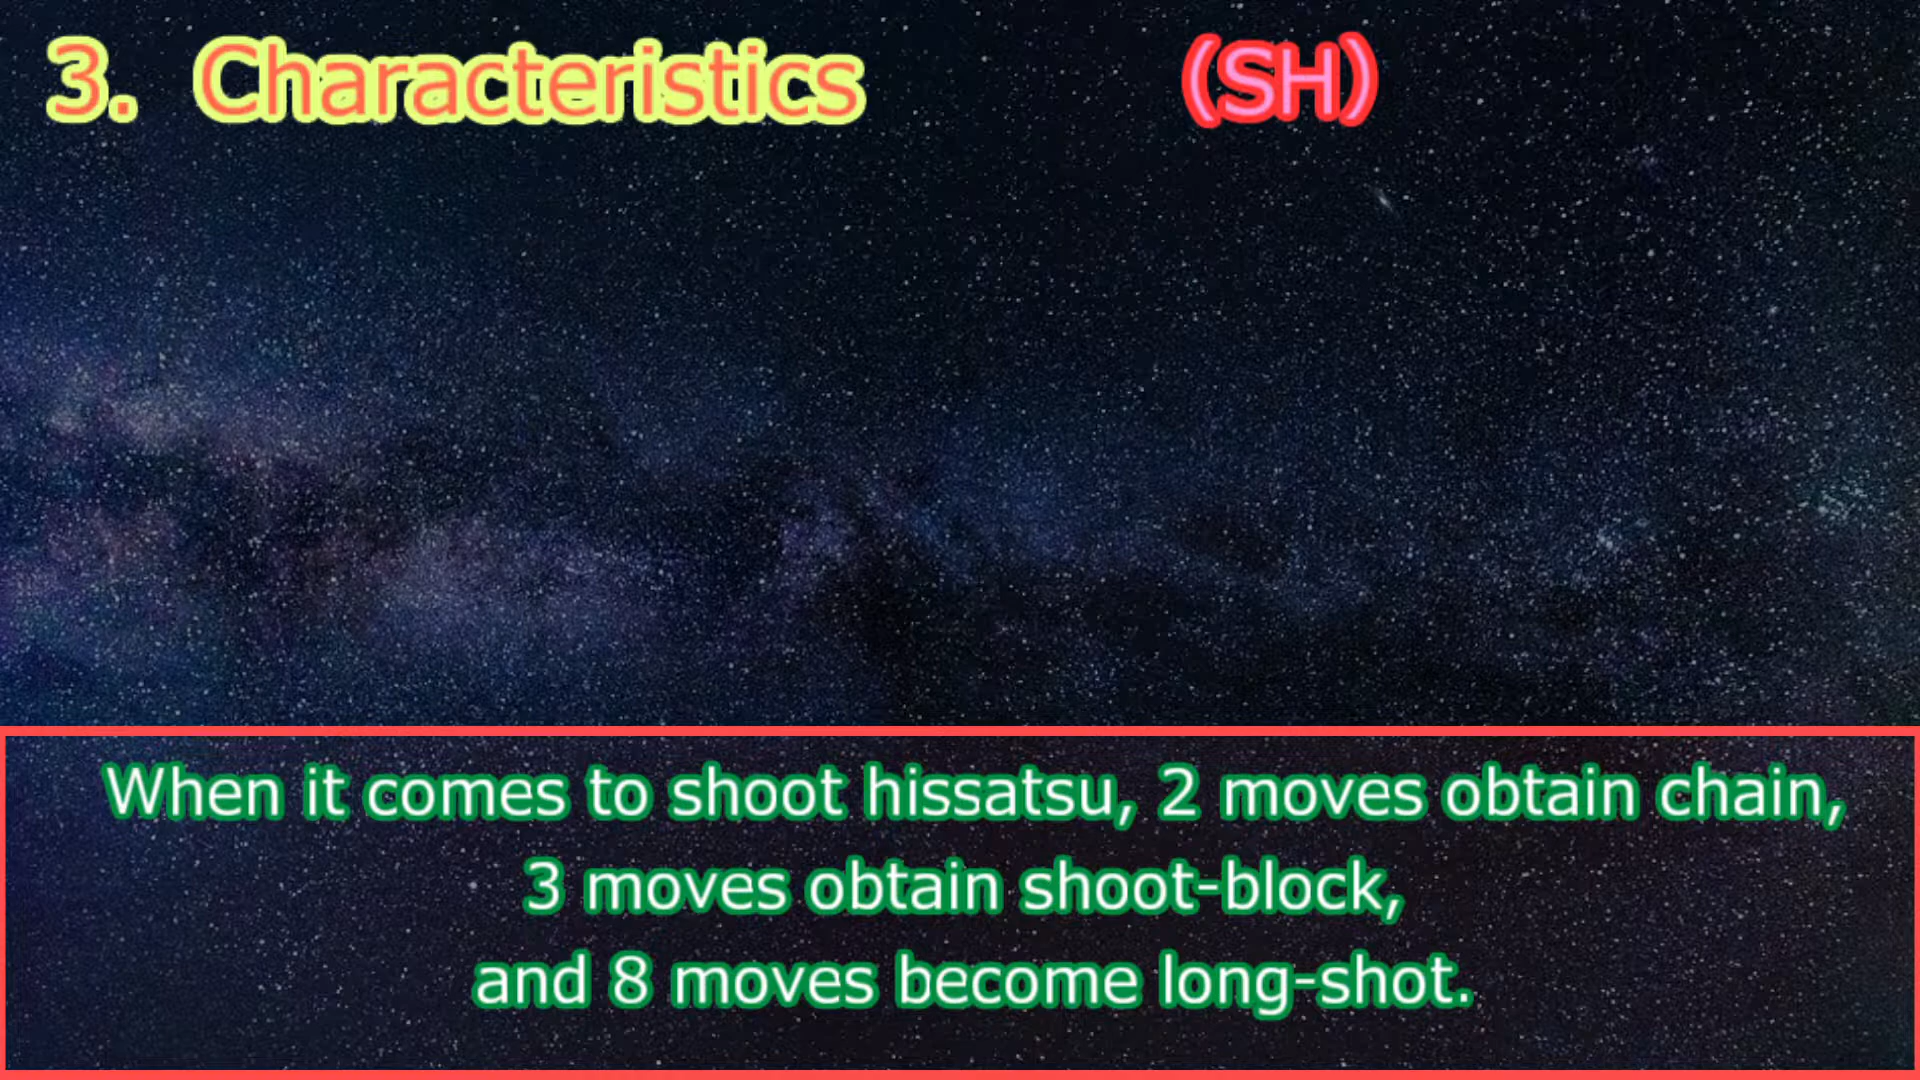 3. Characteristics (SH)
When it comes to shoot hissatsu, 2 moves obtain chain,
3 moves obtain shoot-block,
and 8 moves become long-shot.